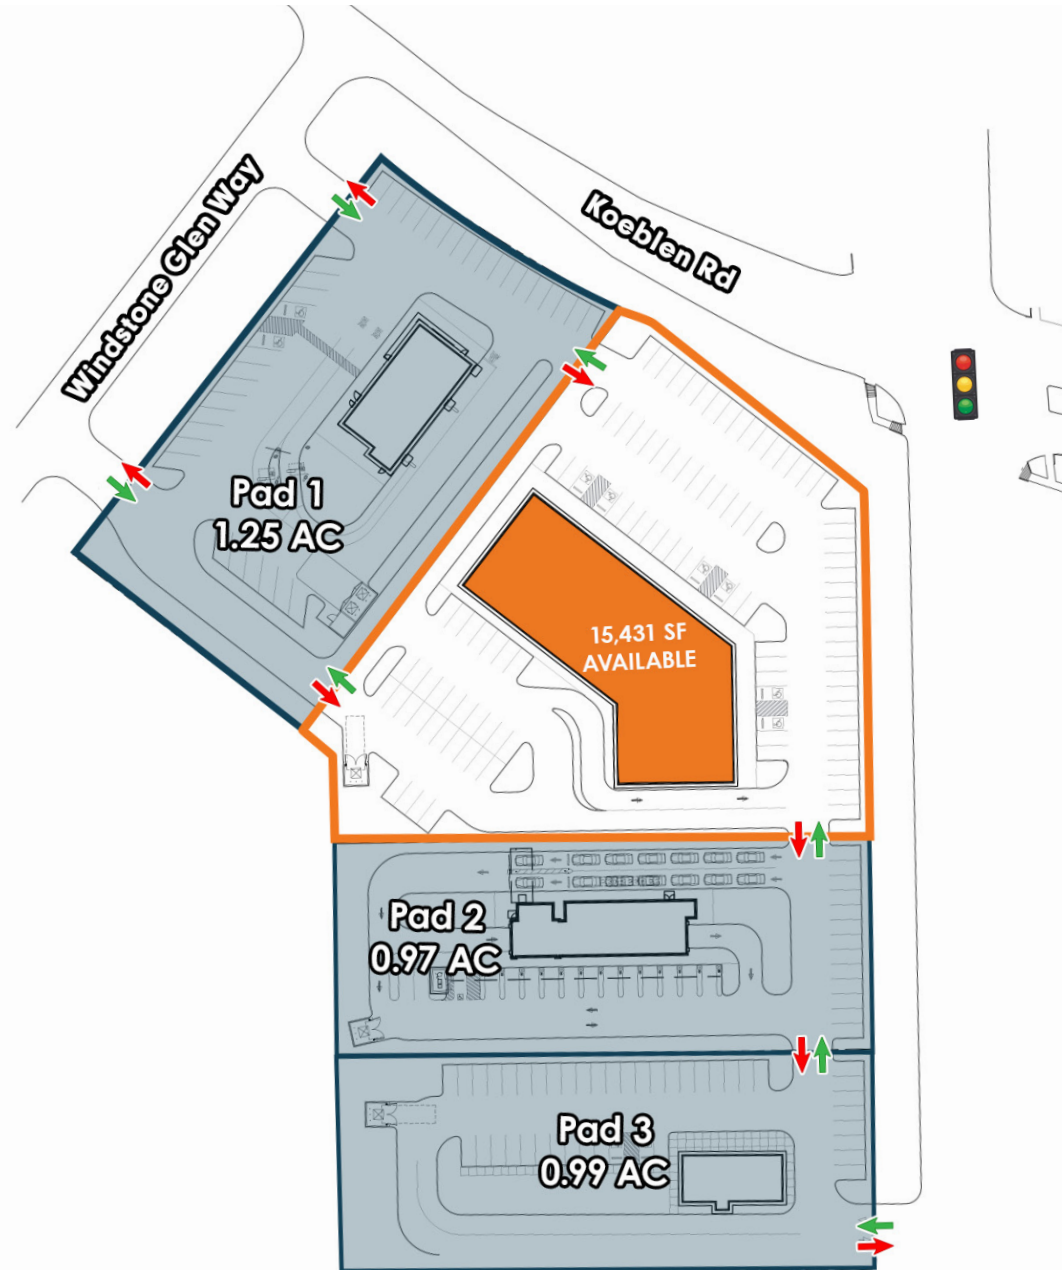 Windstone Glen Way
Koeblen Rd
Pad 1
1.25 AC
15,431 SF
AVAILABLE
Pad 2
0.97 AC
Pad 3
0.99 AC